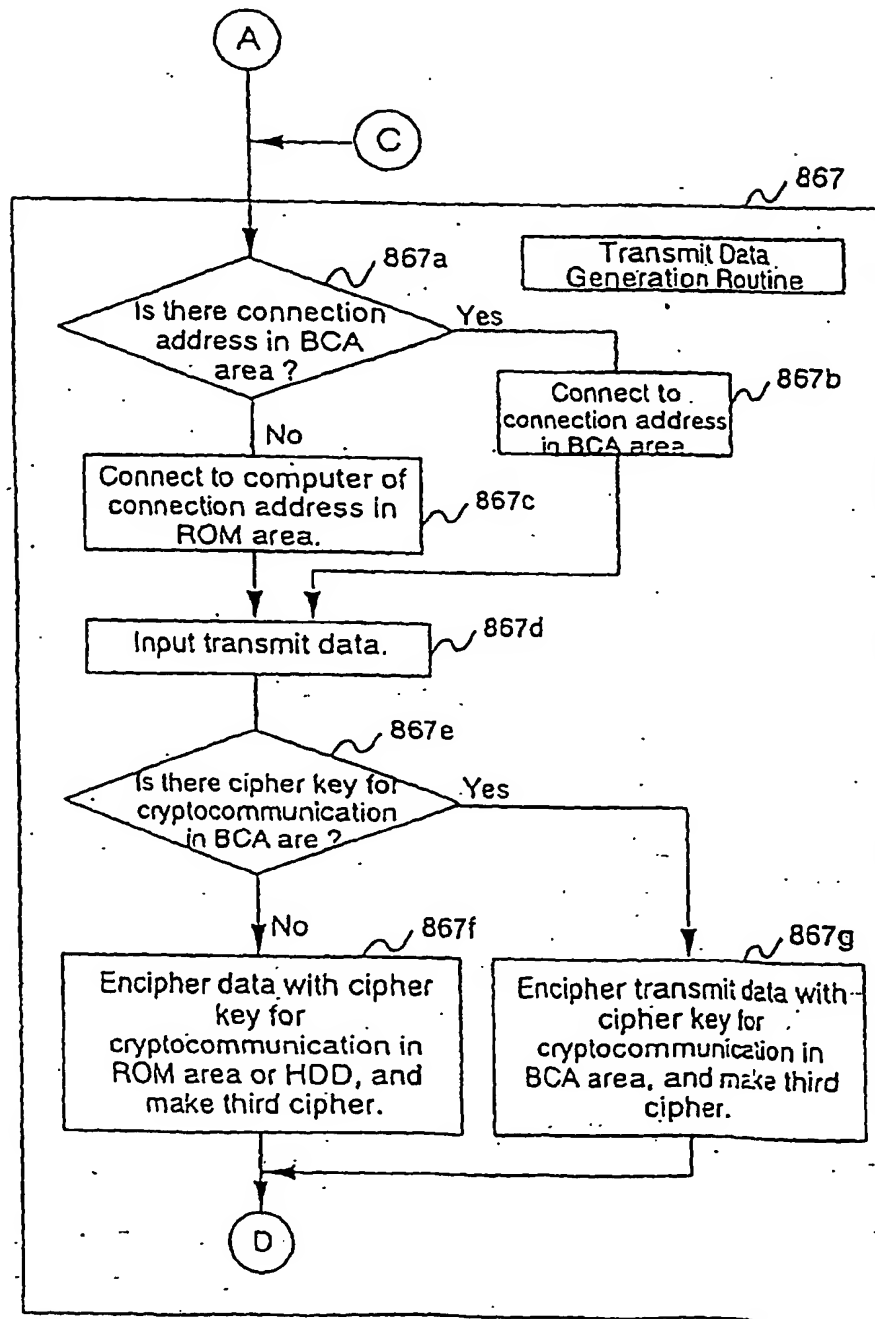 A
C
867
Transmit Data
Generation Routine
867a
Is there connection
address in BCA
area ?
Yes
867b
Connect to
connection address
in BCA area
No
Connect to computer of
connection address in
ROM area.
867c
Input transmit data.
867d
867e
Is there cipher key for
cryptocommunication
in BCA are ?
Yes
No
867f
Encipher data with cipher
key for
cryptocommunication in
ROM area or HDD, and
make third cipher.
867g
Encipher transmit data with
cipher key for
cryptocommunication in
BCA area, and make third
cipher.
D